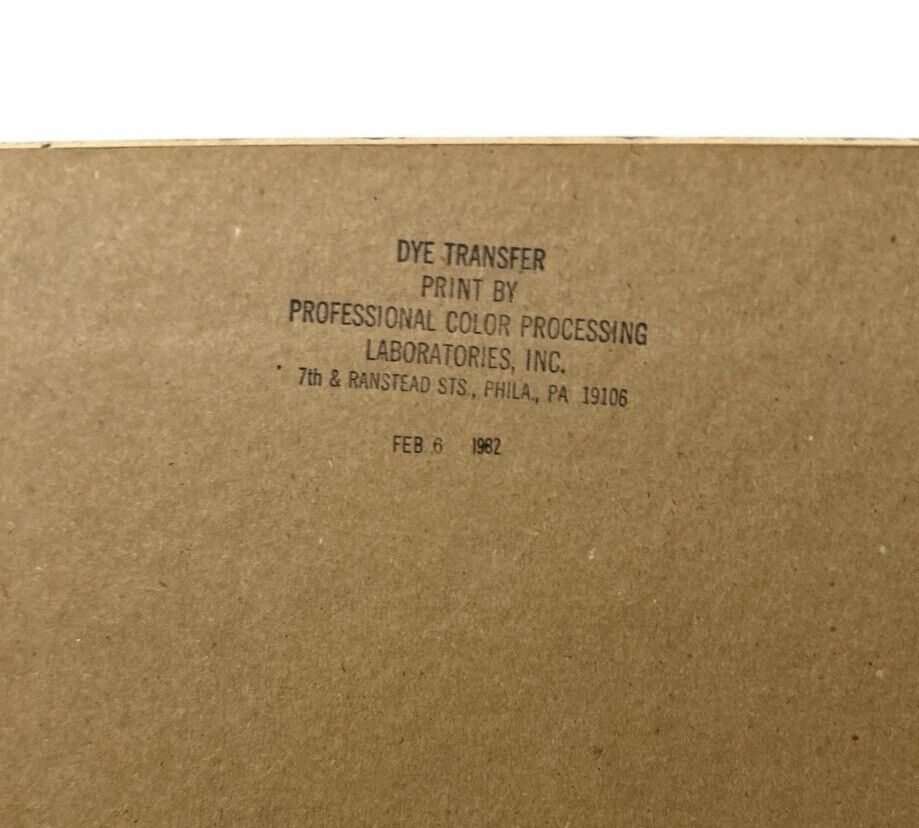 DYE TRANSFER
PRINT BY
PROFESSIONAL COLOR PROCESSING
LABORATORIES, INC.
7th & RANSTEAD STS., PHILA., PA 19106
FEB 6 1982